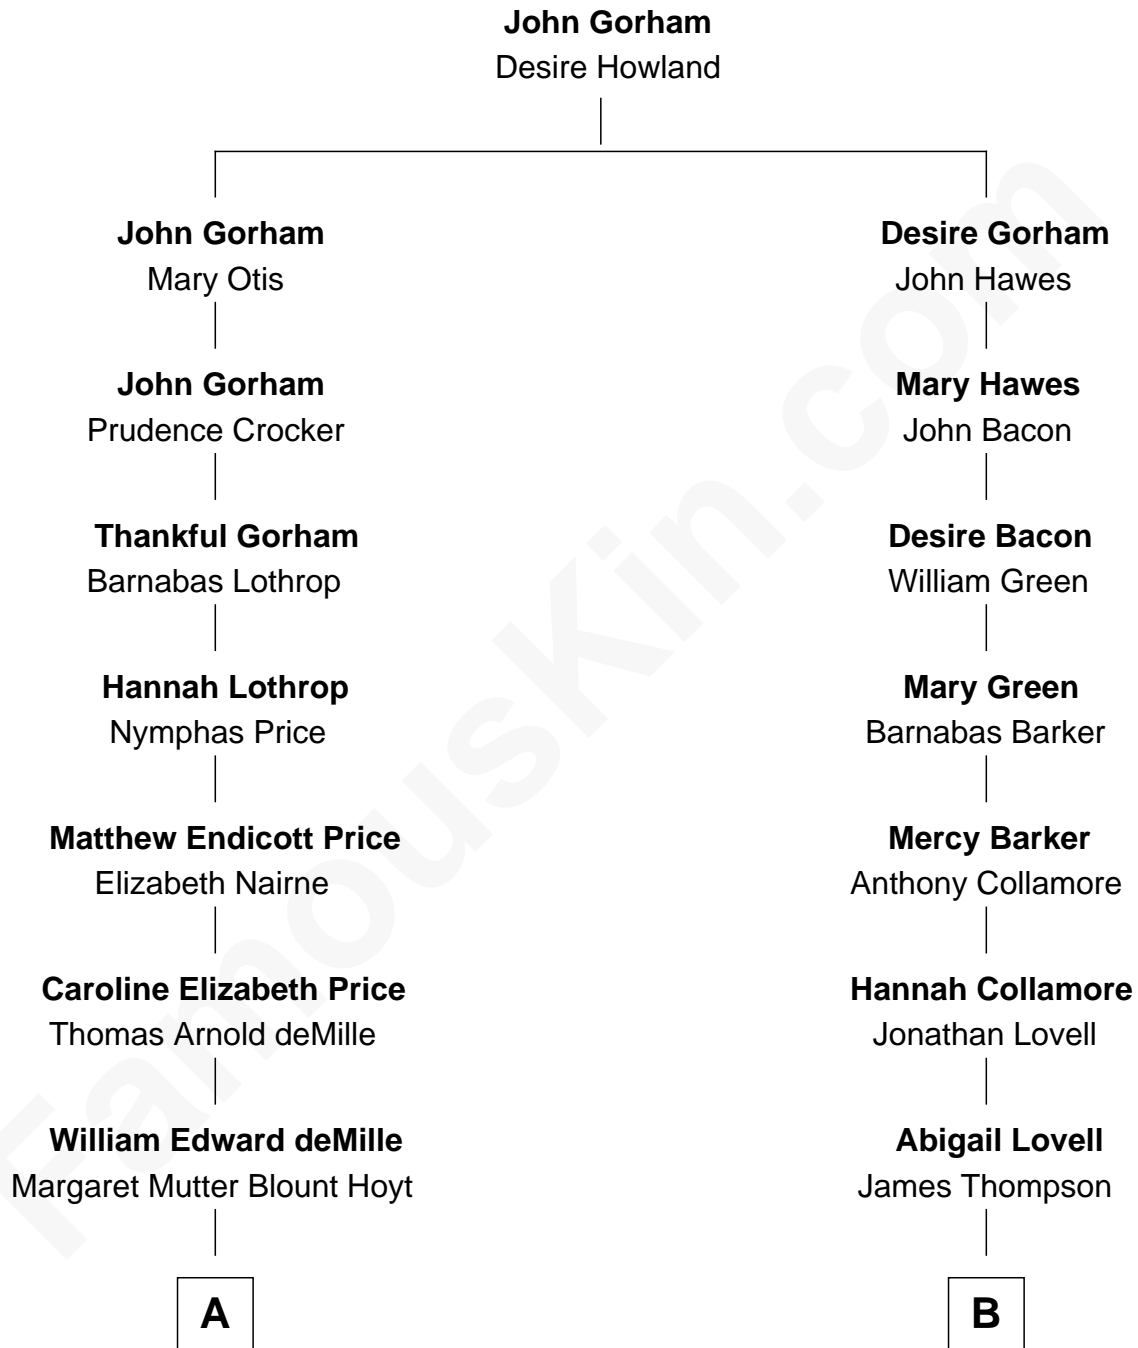 John Gorham
Desire Howland
John Gorham
Mary Otis
Desire Gorham
John Hawes
John Gorham
Prudence Crocker
Mary Hawes
John Bacon
Thankful Gorham
Barnabas Lothrop
Desire Bacon
William Green
Hannah Lothrop
Nymphas Price
Mary Green
Barnabas Barker
Matthew Endicott Price
Elizabeth Nairne
Mercy Barker
Anthony Collamore
Caroline Elizabeth Price
Thomas Arnold deMille
Hannah Collamore
Jonathan Lovell
William Edward deMille
Margaret Mutter Blount Hoyt
Abigail Lovell
James Thompson
A
B
FamousKin.com